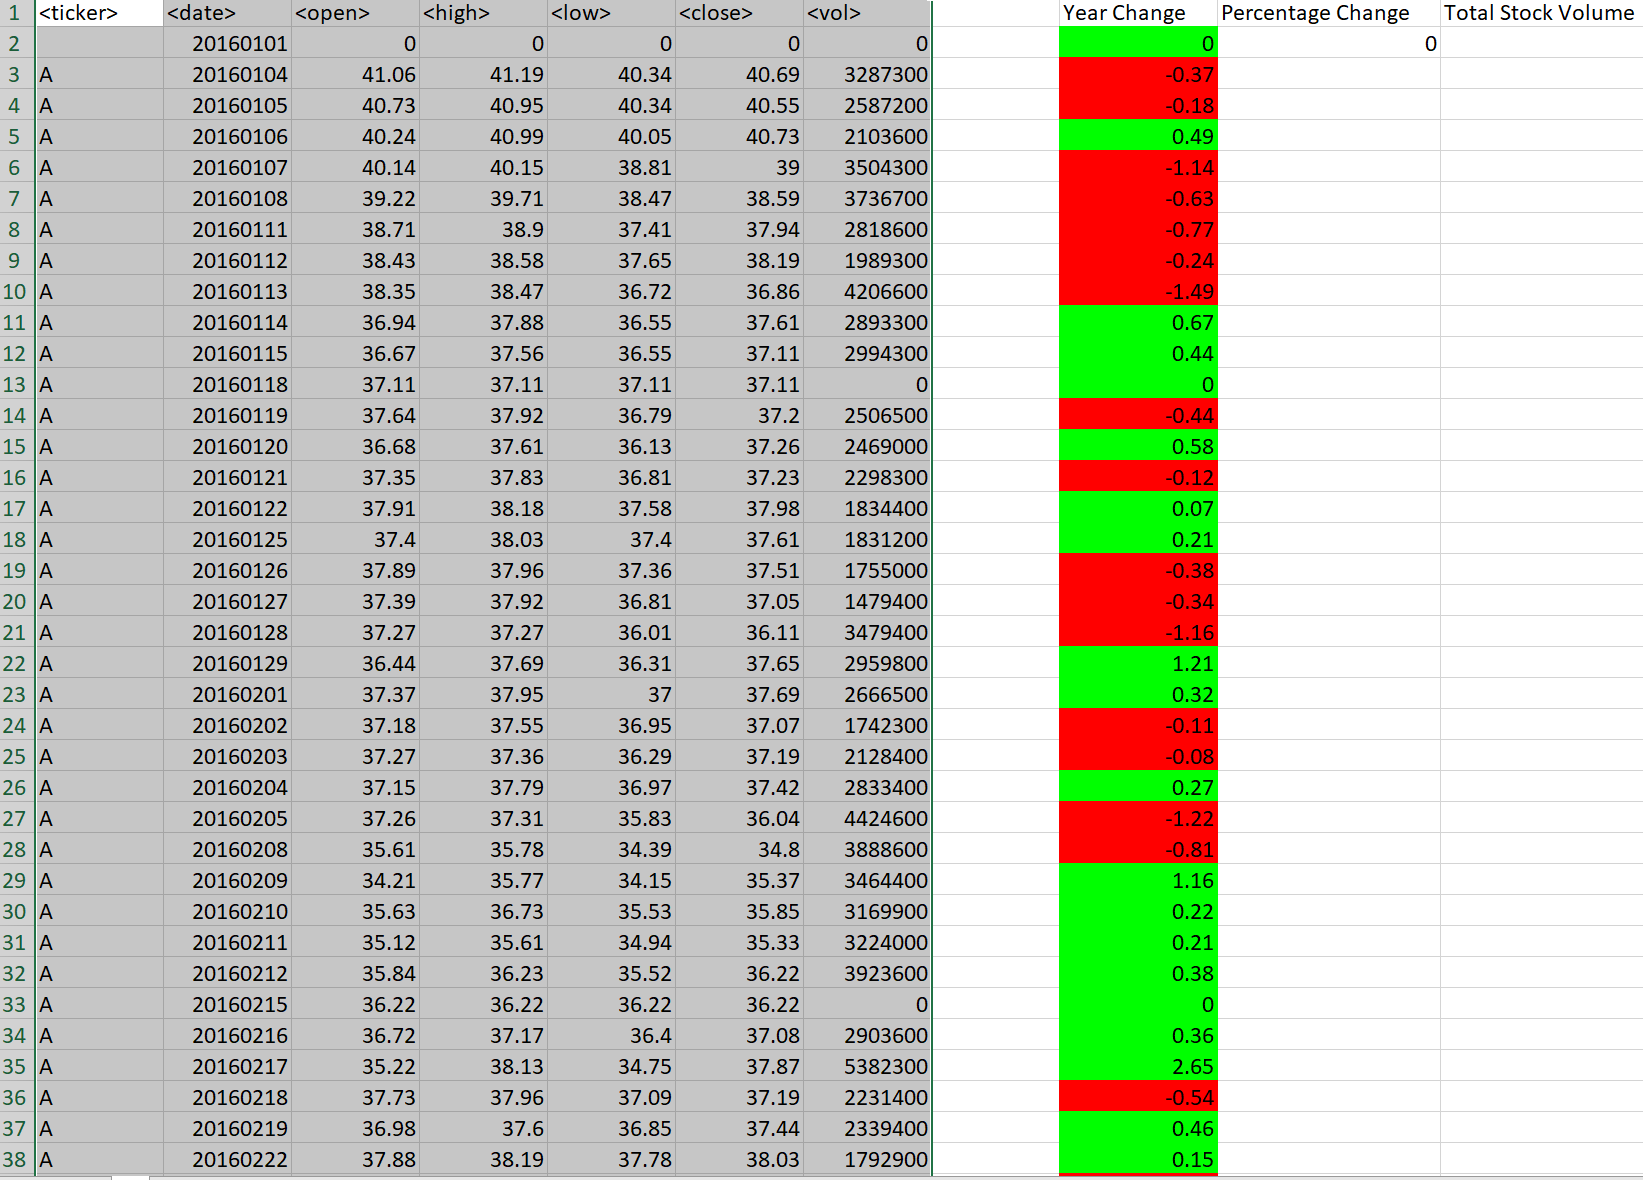 1 <ticker> <date> <open> <high> <low> <close> <vol> Year Change Percentage Change Total Stock Volume
2 20160101 0 0 0 0 0 0 0
3 A 20160104 41.06 41.19 40.34 40.69 3287300 -0.37
4 A 20160105 40.73 40.95 40.34 40.55 2587200 -0.18
5 A 20160106 40.24 40.99 40.05 40.73 2103600 0.49
6 A 20160107 40.14 40.15 38.81 39 3504300 -1.14
7 A 20160108 39.22 39.71 38.47 38.59 3736700 -0.63
8 A 20160111 38.71 38.9 37.41 37.94 2818600 -0.77
9 A 20160112 38.43 38.58 37.65 38.19 1989300 -0.24
10 A 20160113 38.35 38.47 36.72 36.86 4206600 -1.49
11 A 20160114 36.94 37.88 36.55 37.61 2893300 0.67
12 A 20160115 36.67 37.56 36.55 37.11 2994300 0.44
13 A 20160118 37.11 37.11 37.11 37.11 0 0
14 A 20160119 37.64 37.92 36.79 37.2 2506500 -0.44
15 A 20160120 36.68 37.61 36.13 37.26 2469000 0.58
16 A 20160121 37.35 37.83 36.81 37.23 2298300 -0.12
17 A 20160122 37.91 38.18 37.58 37.98 1834400 0.07
18 A 20160125 37.4 38.03 37.4 37.61 1831200 0.21
19 A 20160126 37.89 37.96 37.36 37.51 1755000 -0.38
20 A 20160127 37.39 37.92 36.81 37.05 1479400 -0.34
21 A 20160128 37.27 37.27 36.01 36.11 3479400 -1.16
22 A 20160129 36.44 37.69 36.31 37.65 2959800 1.21
23 A 20160201 37.37 37.95 37 37.69 2666500 0.32
24 A 20160202 37.18 37.55 36.95 37.07 1742300 -0.11
25 A 20160203 37.27 37.36 36.29 37.19 2128400 -0.08
26 A 20160204 37.15 37.79 36.97 37.42 2833400 0.27
27 A 20160205 37.26 37.31 35.83 36.04 4424600 -1.22
28 A 20160208 35.61 35.78 34.39 34.8 3888600 -0.81
29 A 20160209 34.21 35.77 34.15 35.37 3464400 1.16
30 A 20160210 35.63 36.73 35.53 35.85 3169900 0.22
31 A 20160211 35.12 35.61 34.94 35.33 3224000 0.21
32 A 20160212 35.84 36.23 35.52 36.22 3923600 0.38
33 A 20160215 36.22 36.22 36.22 36.22 0 0
34 A 20160216 36.72 37.17 36.4 37.08 2903600 0.36
35 A 20160217 35.22 38.13 34.75 37.87 5382300 2.65
36 A 20160218 37.73 37.96 37.09 37.19 2231400 -0.54
37 A 20160219 36.98 37.6 36.85 37.44 2339400 0.46
38 A 20160222 37.88 38.19 37.78 38.03 1792900 0.15